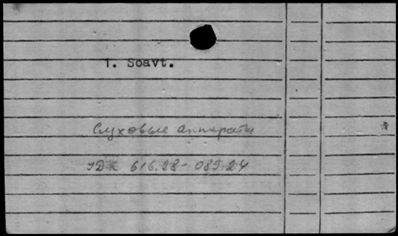 1. Soavt.
Слуховые аппараты
УДК 616.28-089.24